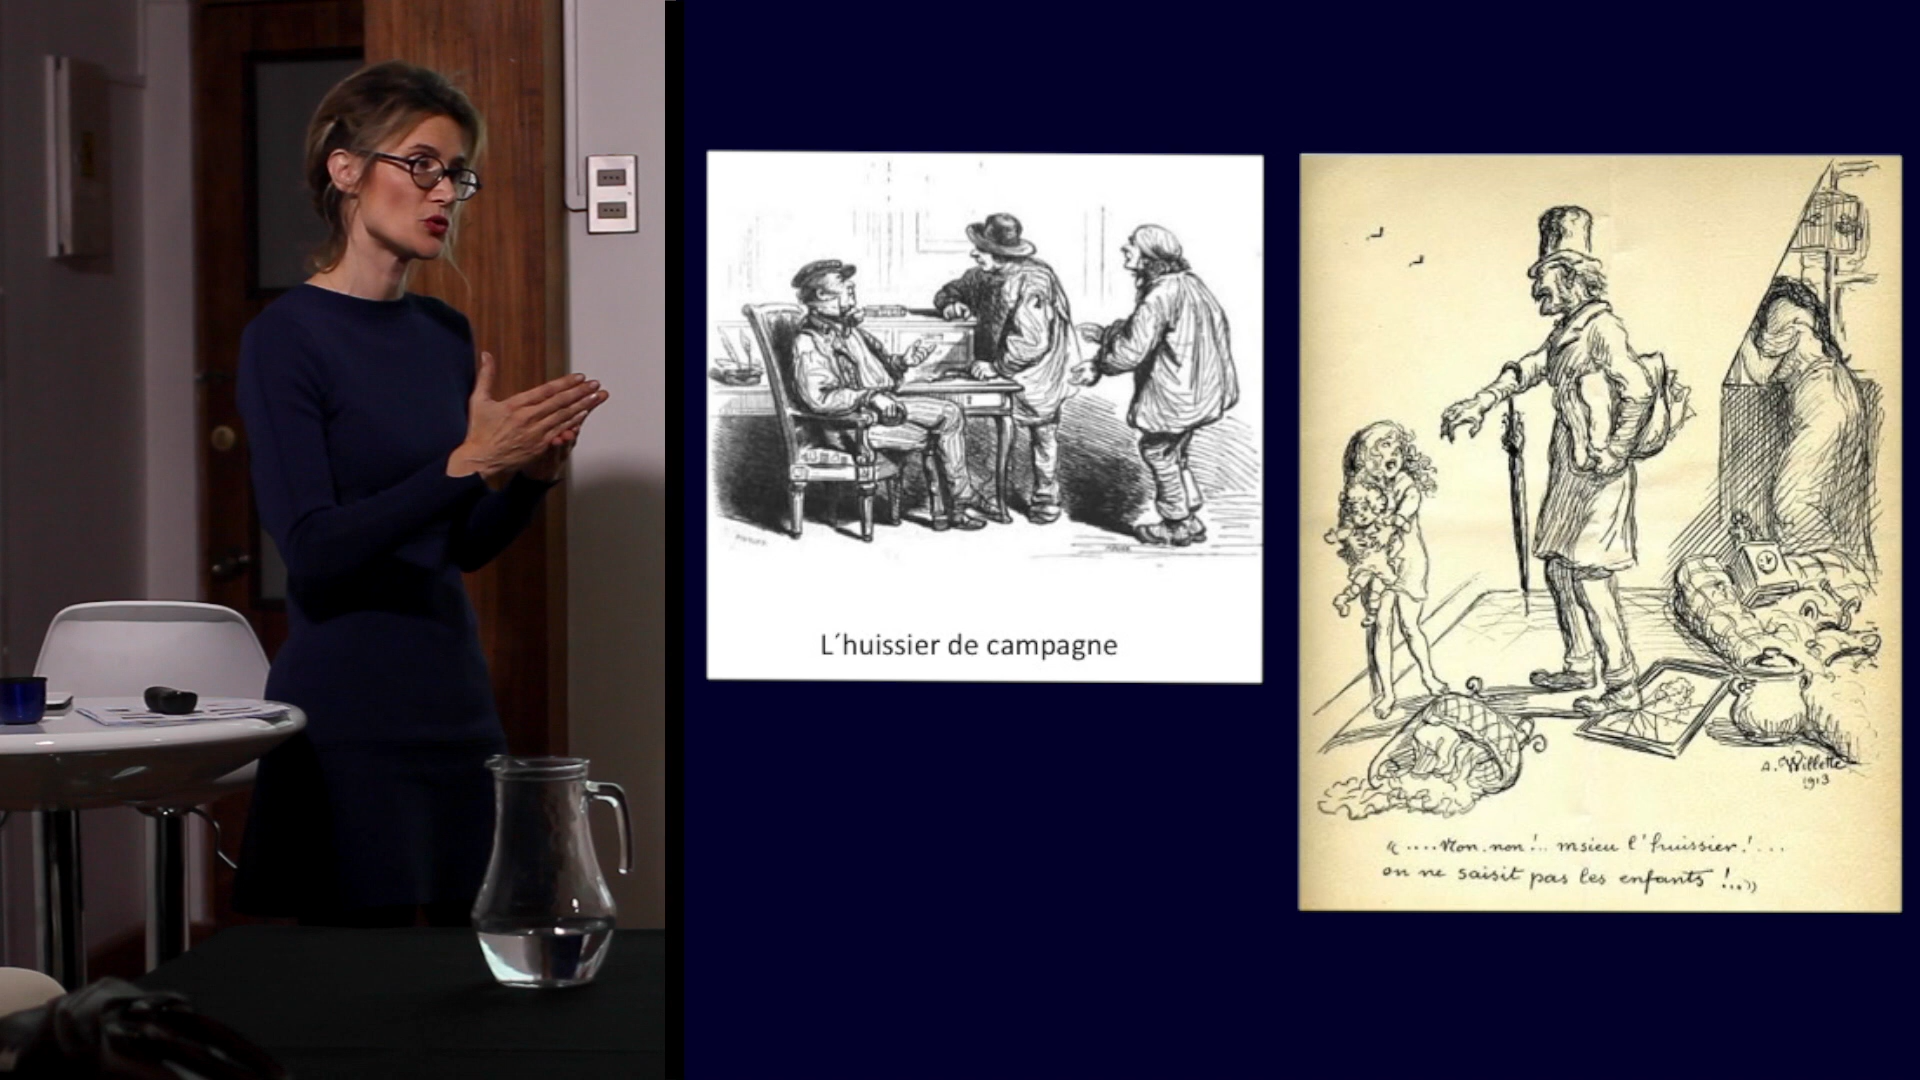 L´huissier de campagne
A. Willette
1913
« .... Non. non !.. msieu l'huissier ! ...
on ne saisit pas les enfants !.. »